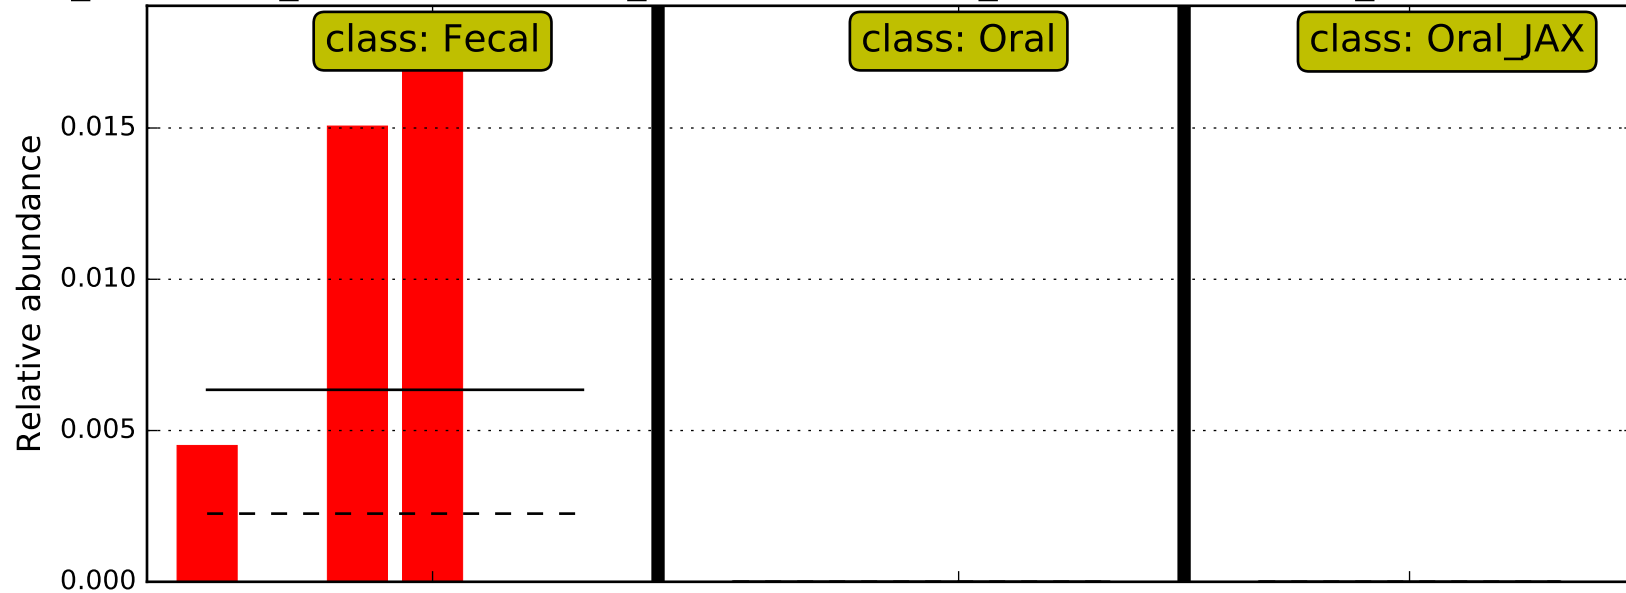 class: Fecal
class: Oral
class: Oral_JAX
Relative abundance
0.015
0.010
0.005
0.000